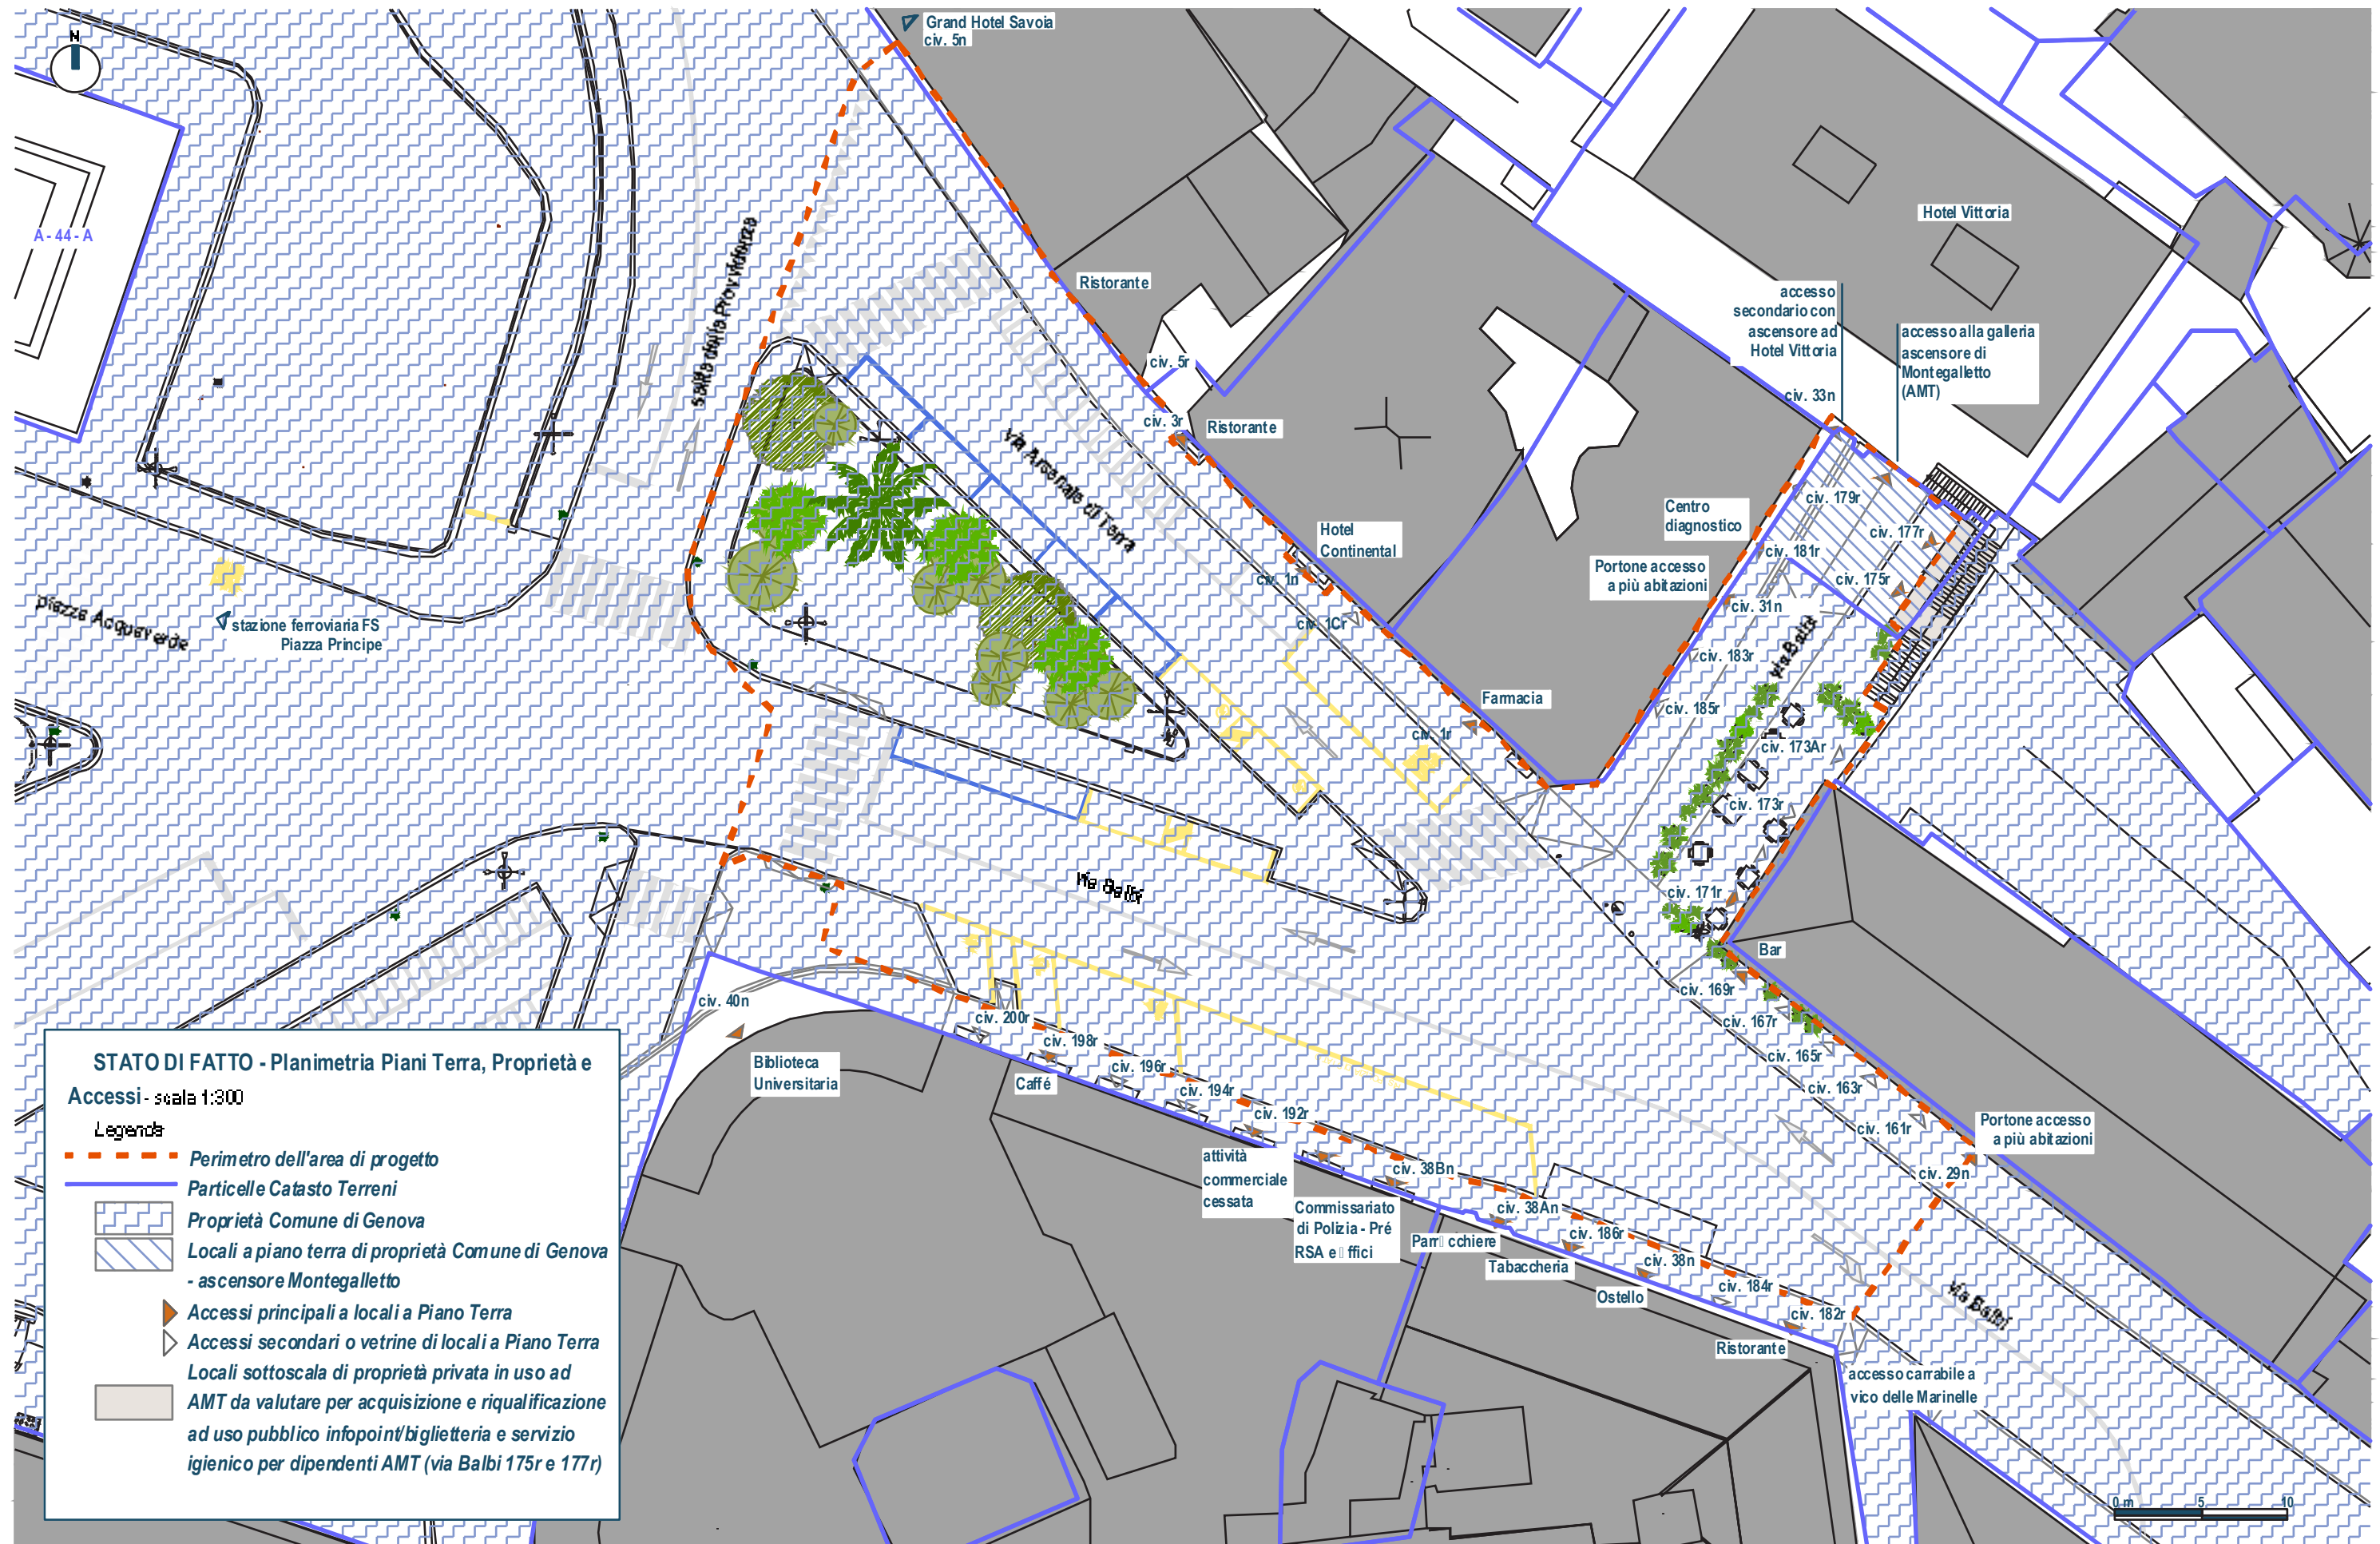 N
Grand Hotel Savoia
civ. 5n
A - 44 - A
salita della Provvidenza
Hotel Vittoria
Ristorante
accesso
secondario con
ascensore ad
Hotel Vittoria
accesso alla galleria
ascensore di
Montegalletto
(AMT)
civ. 5r
civ. 33n
civ. 3r
Ristorante
via Arsenale di Terra
civ. 179r
Centro
diagnostico
Hotel
Continental
civ. 177r
civ. 181r
Portone accesso
a più abitazioni
civ. 1n
civ. 175r
piazza Acquaverde
stazione ferroviaria FS
Piazza Principe
civ. 31n
civ. 1Cr
via Balbi
civ. 183r
Farmacia
civ. 185r
civ. 1r
civ. 173Ar
civ. 173r
via Balbi
civ. 171r
Bar
civ. 169r
civ. 40n
civ. 200r
civ. 167r
civ. 198r
civ. 165r
Biblioteca
Universitaria
Caffé
civ. 196r
civ. 194r
civ. 163r
civ. 192r
civ. 161r
Portone accesso
a più abitazioni
attività
commerciale
cessata
civ. 38Bn
civ. 29n
Commissariato
di Polizia - Pré
RSA e ffici
civ. 38An
civ. 186r
Parr cchiere
Tabaccheria
civ. 38n
Ostello
civ. 184r
civ. 182r
via Balbi
Ristorante
accesso carrabile a
vico delle Marinelle
STATO DI FATTO - Planimetria Piani Terra, Proprietà e
Accessi - scala 1:300
Legenda
Perimetro dell'area di progetto
Particelle Catasto Terreni
Proprietà Comune di Genova
Locali a piano terra di proprietà Comune di Genova
- ascensore Montegalletto
Accessi principali a locali a Piano Terra
Accessi secondari o vetrine di locali a Piano Terra
Locali sottoscala di proprietà privata in uso ad
AMT da valutare per acquisizione e riqualificazione
ad uso pubblico infopoint/biglietteria e servizio
igienico per dipendenti AMT (via Balbi 175r e 177r)
0 m 5 10